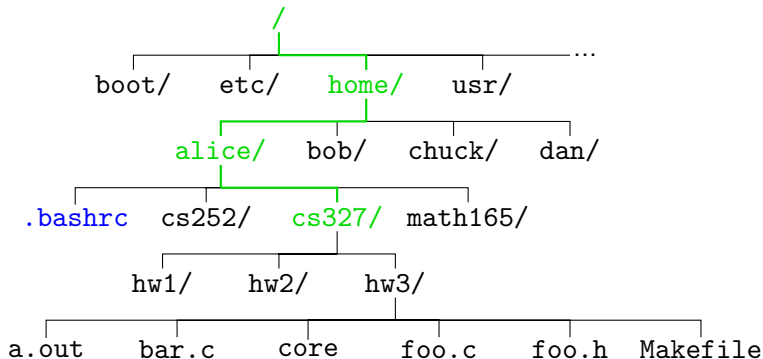 /
boot/ etc/ home/ usr/ ...
alice/ bob/ chuck/ dan/
.bashrc cs252/ cs327/ math165/
hw1/ hw2/ hw3/
a.out bar.c core foo.c foo.h Makefile